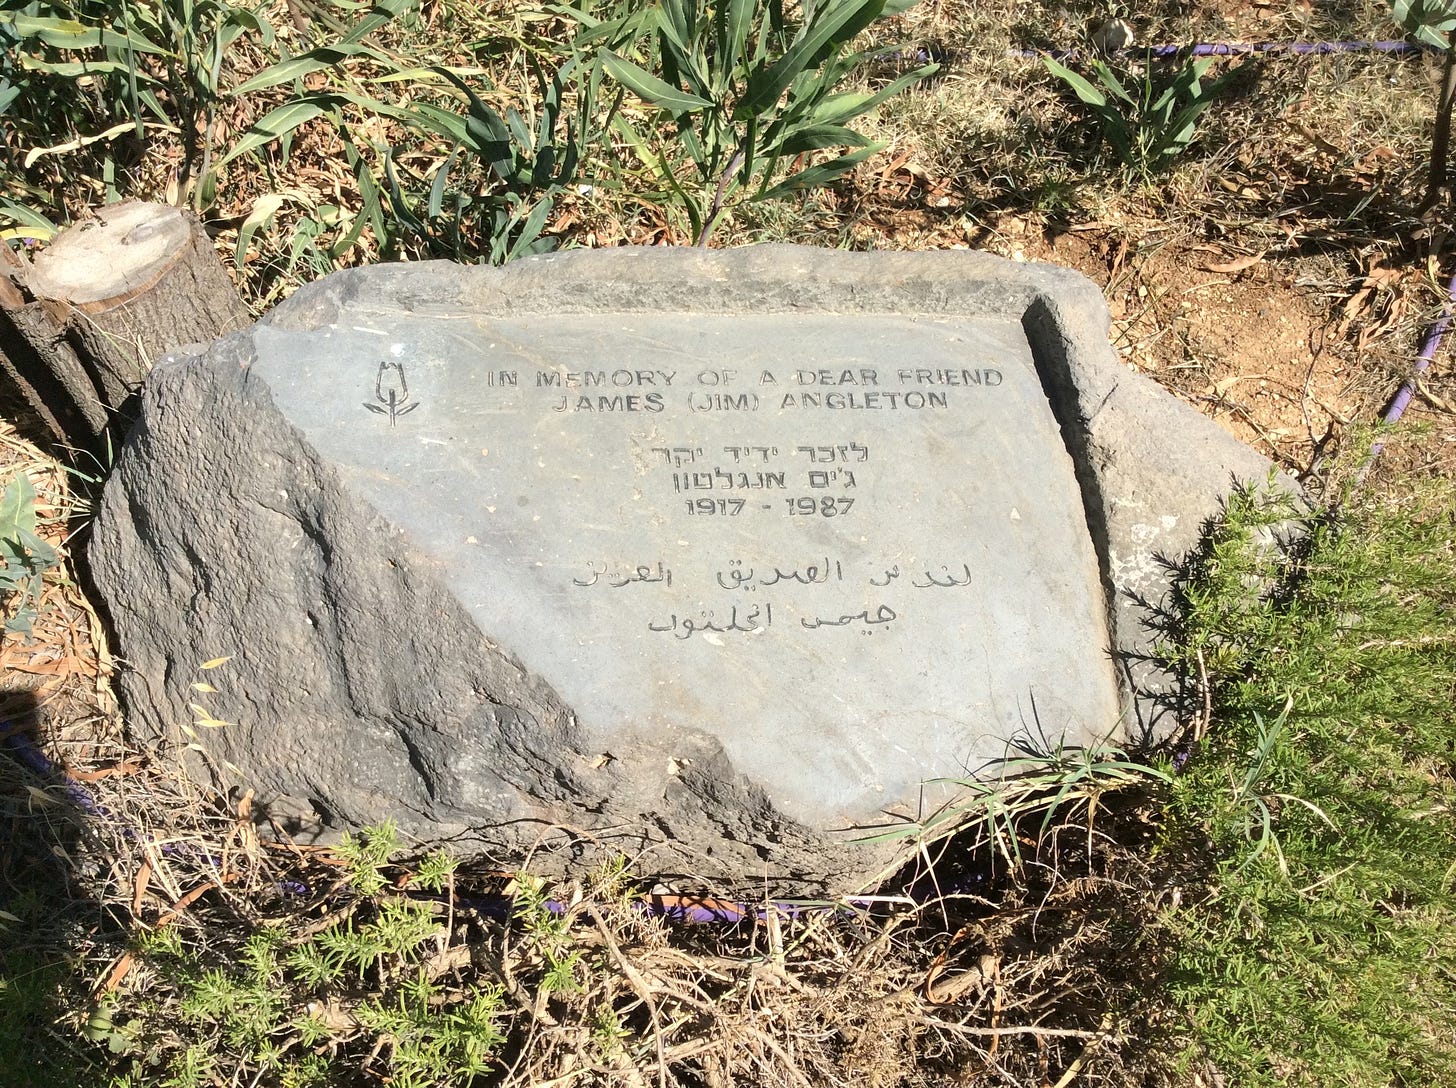 IN MEMORY OF A DEAR FRIEND
JAMES (JIM) ANGLETON
לזכר ידיד יקר
ג'ים אנגלטון
1917 - 1987
الصديق العزيز
جيمس انجلتون